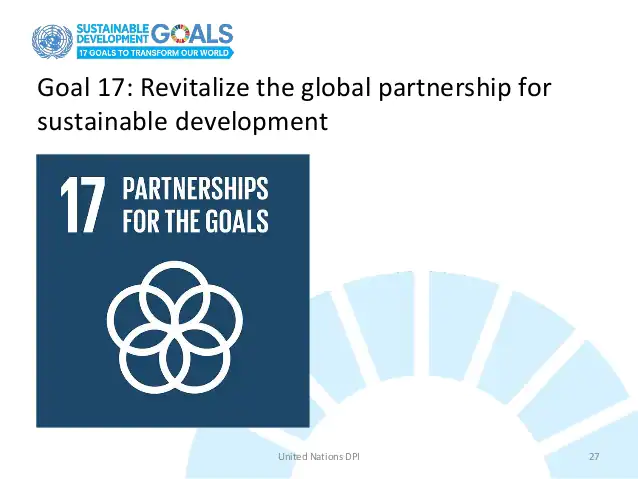 SUSTAINABLE
DEVELOPMENT
GOALS
17 GOALS TO TRANSFORM OUR WORLD
Goal 17: Revitalize the global partnership for
sustainable development
17 PARTNERSHIPS
FOR THE GOALS
United Nations DPI
27